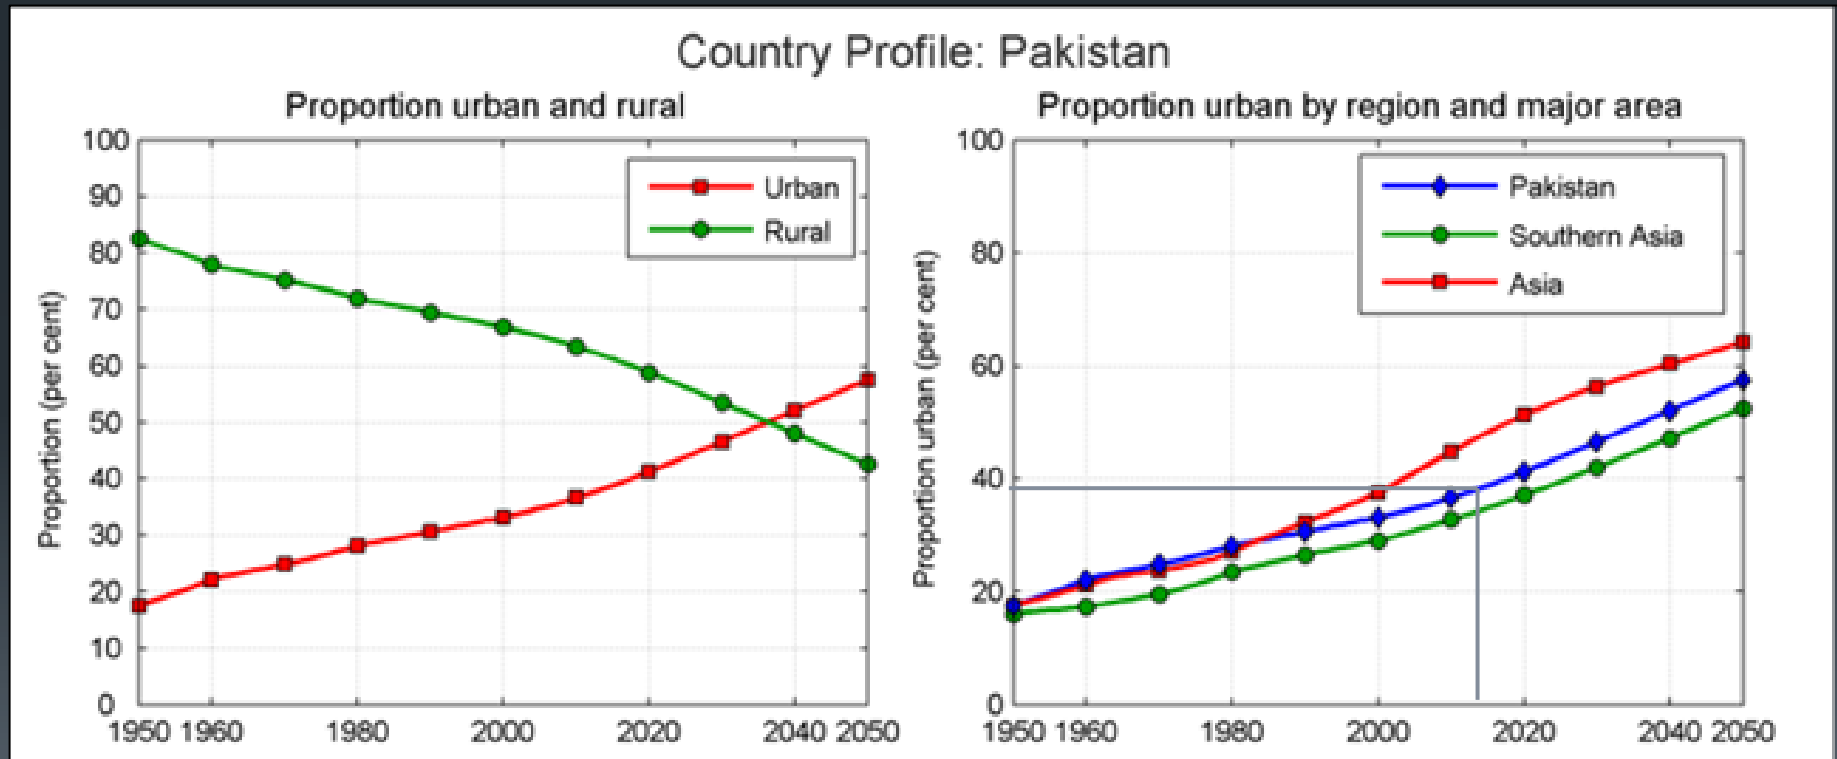 Country Profile: Pakistan
Proportion urban and rural
100
90
80
70
60
50
40
30
20
10
0
Proportion (per cent)
Urban
Rural
1950 1960 1980 2000 2020 2040 2050
Proportion urban by region and major area
100
80
60
40
20
0
Proportion urban (per cent)
Pakistan
Southern Asia
Asia
1950 1960 1980 2000 2020 2040 2050